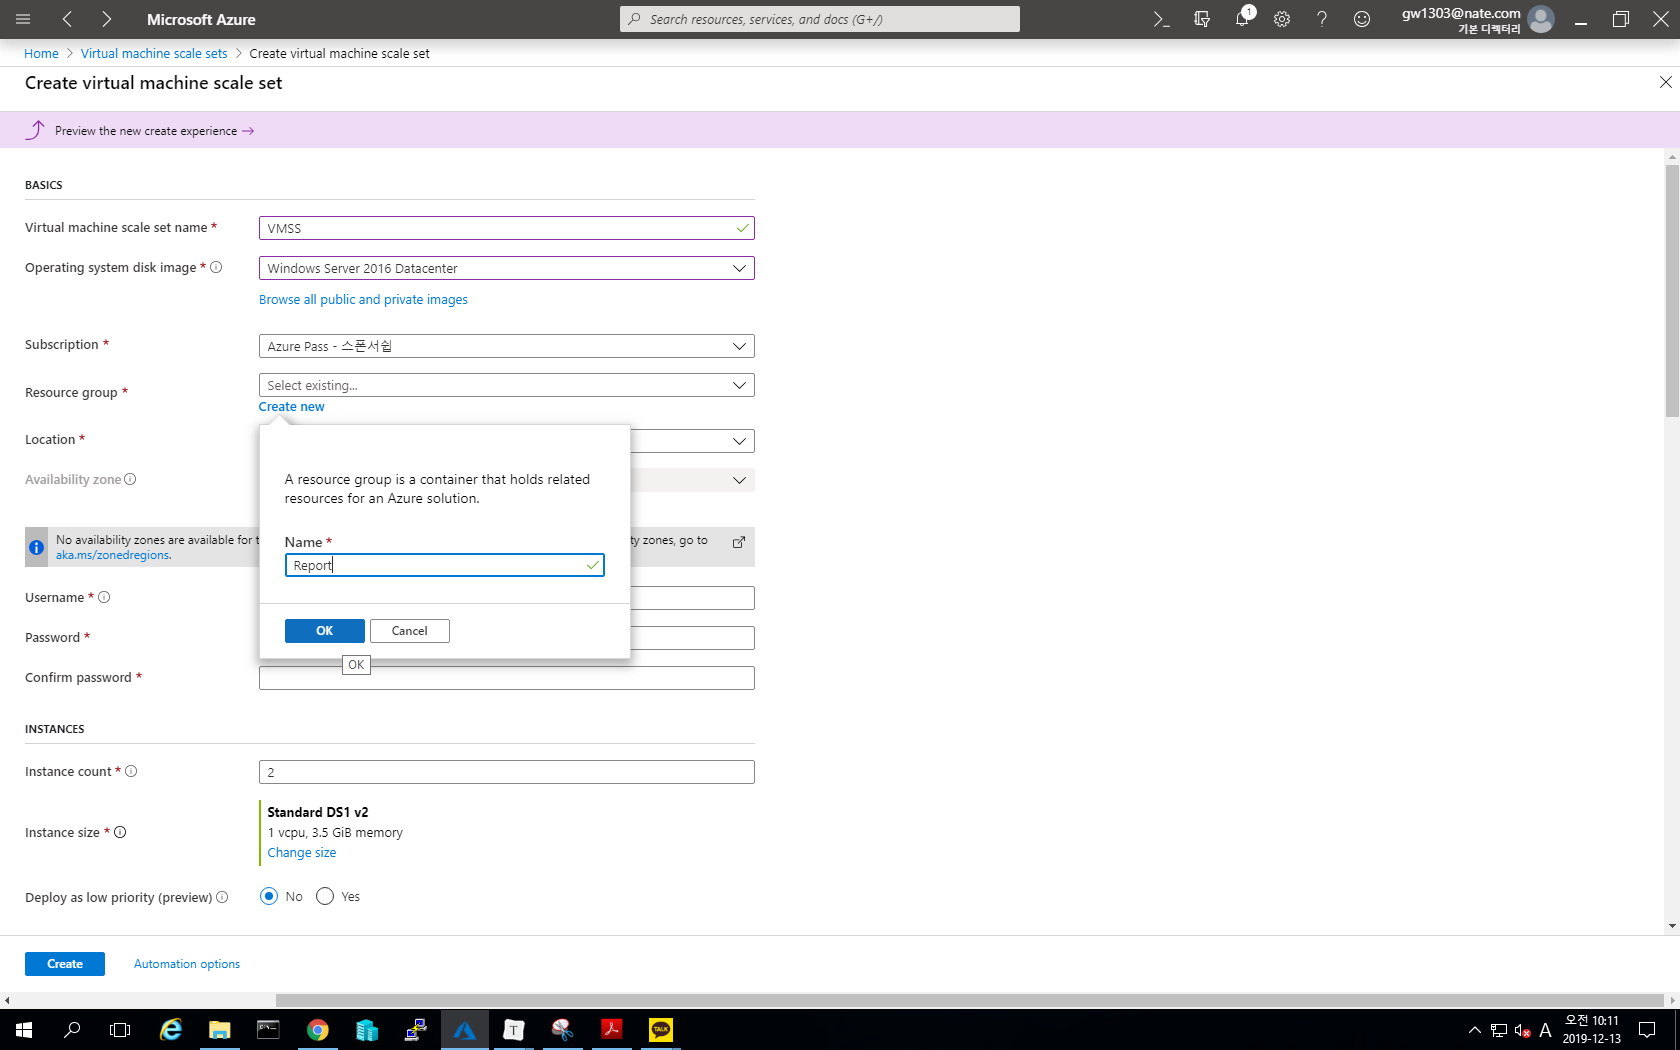 Microsoft Azure
Search resources, services, and docs (G+/)
1
gw1303@nate.com
기본 디렉터리
Home > Virtual machine scale sets > Create virtual machine scale set
Create virtual machine scale set
Preview the new create experience →
BASICS
Virtual machine scale set name *
VMSS
Operating system disk image *
Windows Server 2016 Datacenter
Browse all public and private images
Subscription *
Azure Pass - 스폰서쉽
Resource group *
Select existing...
Create new
Location *
Availability zone
A resource group is a container that holds related
resources for an Azure solution.
No availability zones are available for t
ty zones, go to
aka.ms/zonedregions.
Name *
Report
Username *
Password *
OK
Cancel
OK
Confirm password *
INSTANCES
Instance count *
2
Instance size *
Standard DS1 v2
1 vcpu, 3.5 GiB memory
Change size
Deploy as low priority (preview)
No
Yes
Create
Automation options
T
TALK
A
오전 10:11
2019-12-13